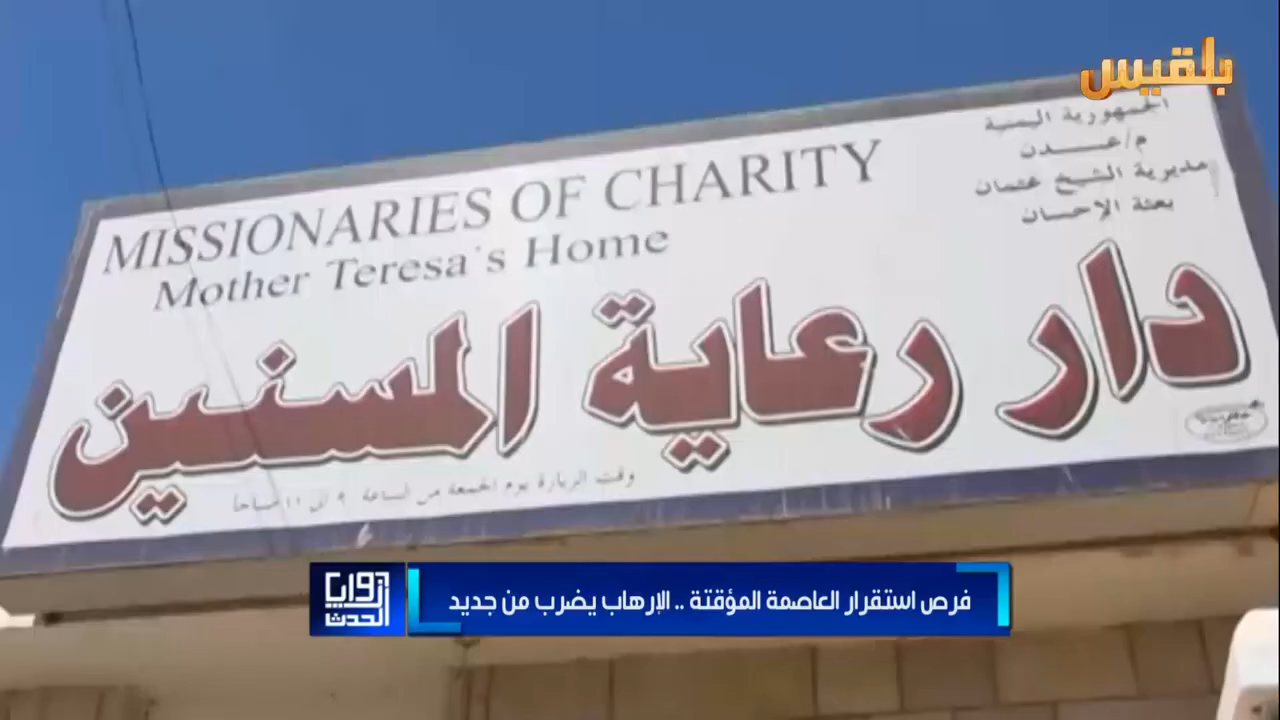 بلقيس
الجمهورية اليمنية
م/عدن
مديرية الشيخ عثمان
بعثة الاحسان
MISSIONARIES OF CHARITY
Mother Teresa's Home
دار رعاية المسنين
وقت الزيارة يوم الجمعة من الساعة ٩ الى ١١ صباحا
زوايا الحدث
فرص استقرار العاصمة المؤقتة .. الإرهاب يضرب من جديد